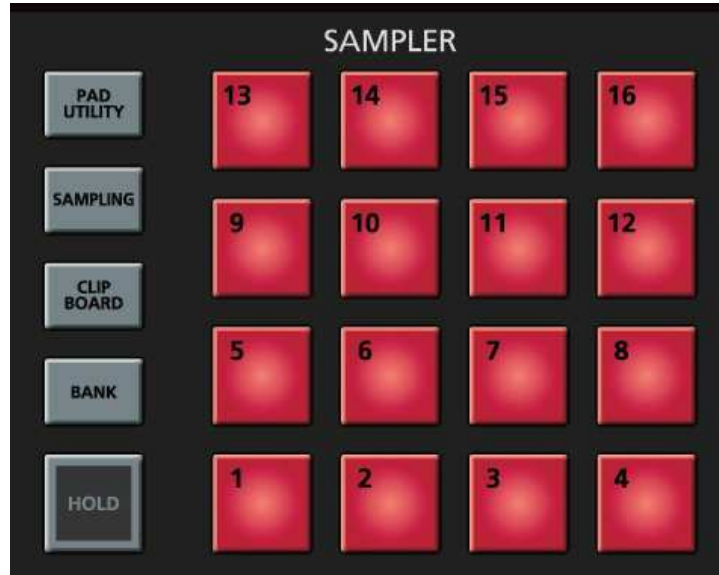 SAMPLER
PAD
UTILITY
13 14 15 16
SAMPLING
9 10 11 12
CLIP
BOARD
5 6 7 8
BANK
1 2 3 4
HOLD